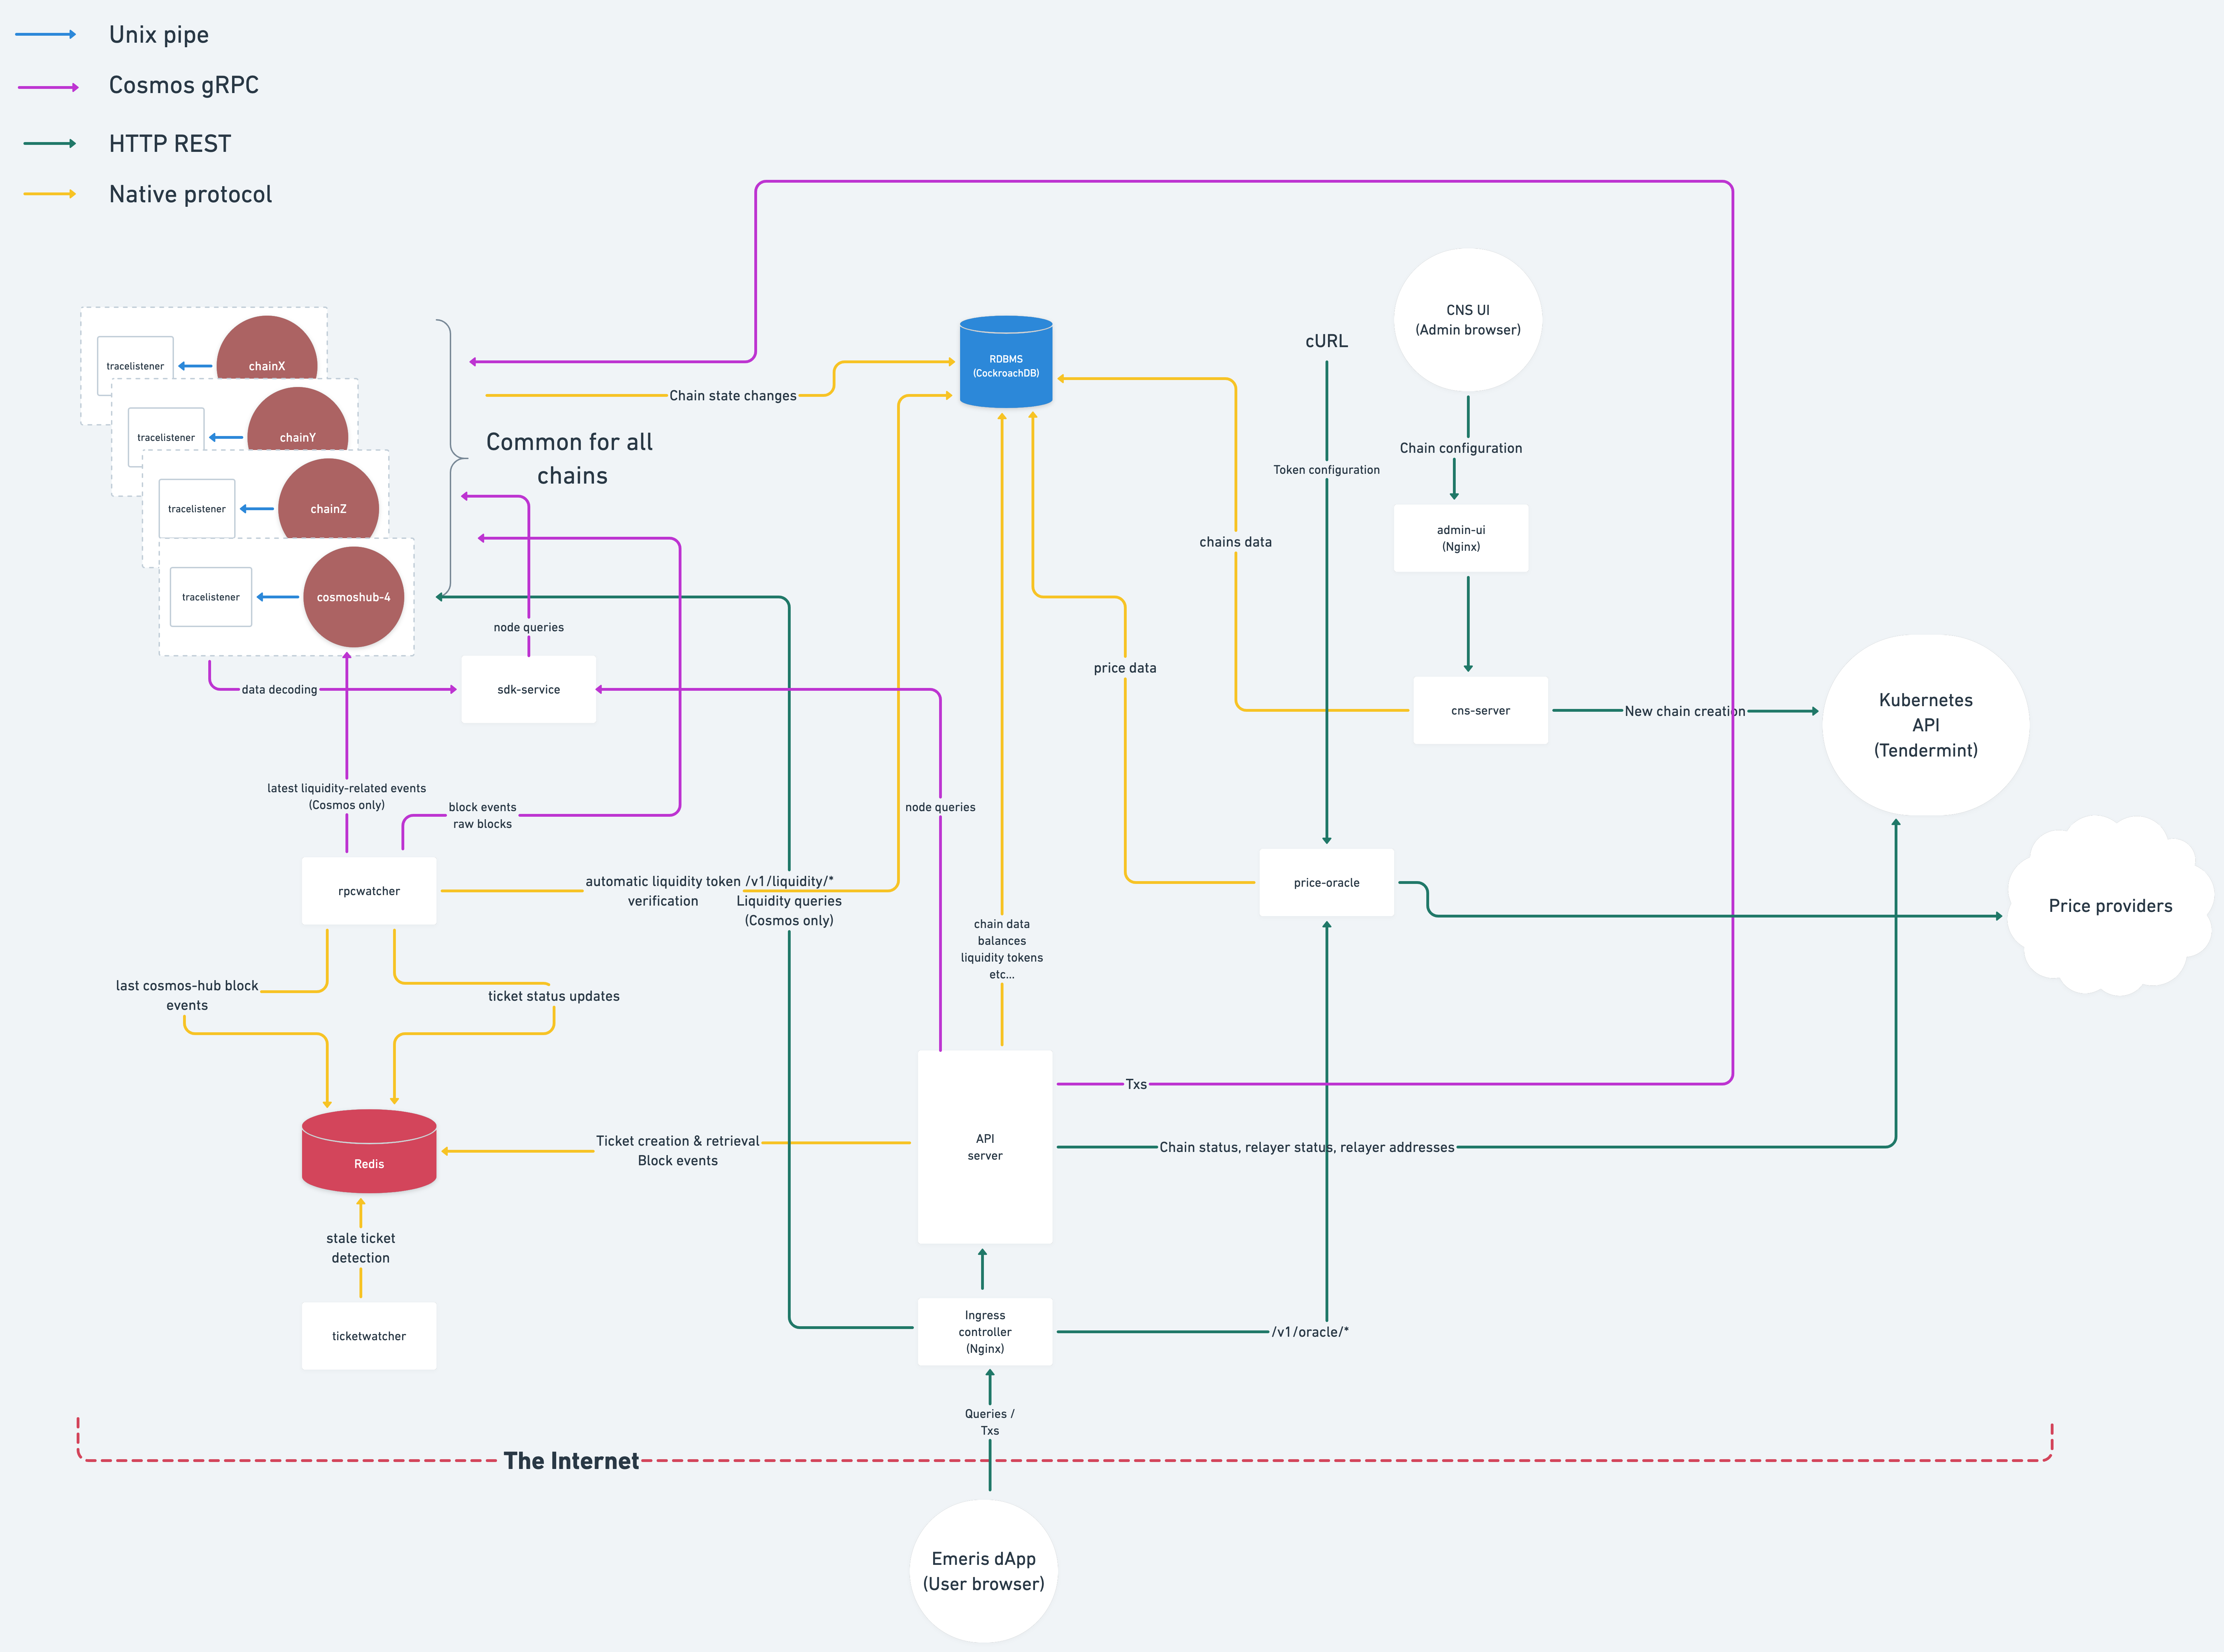 Unix pipe
Cosmos gRPC
HTTP REST
Native protocol
CNS UI
(Admin browser)
cURL
RDBMS
(CockroachDB)
tracelistener
chainX
Chain state changes
tracelistener
chainY
Common for all
chains
Chain configuration
Token configuration
tracelistener
chainZ
admin-ui
(Nginx)
chains data
tracelistener
cosmoshub-4
node queries
price data
data decoding
sdk-service
cns-server
New chain creation
Kubernetes
API
(Tendermint)
latest liquidity-related events
(Cosmos only)
block events
raw blocks
node queries
rpcwatcher
automatic liquidity token
verification
/v1/liquidity/*
Liquidity queries
(Cosmos only)
price-oracle
Price providers
chain data
balances
liquidity tokens
etc...
last cosmos-hub block
events
ticket status updates
Txs
Redis
Ticket creation & retrieval
Block events
API
server
Chain status, relayer status, relayer addresses
stale ticket
detection
ticketwatcher
Ingress
controller
(Nginx)
/v1/oracle/*
Queries /
Txs
The Internet
Emeris dApp
(User browser)